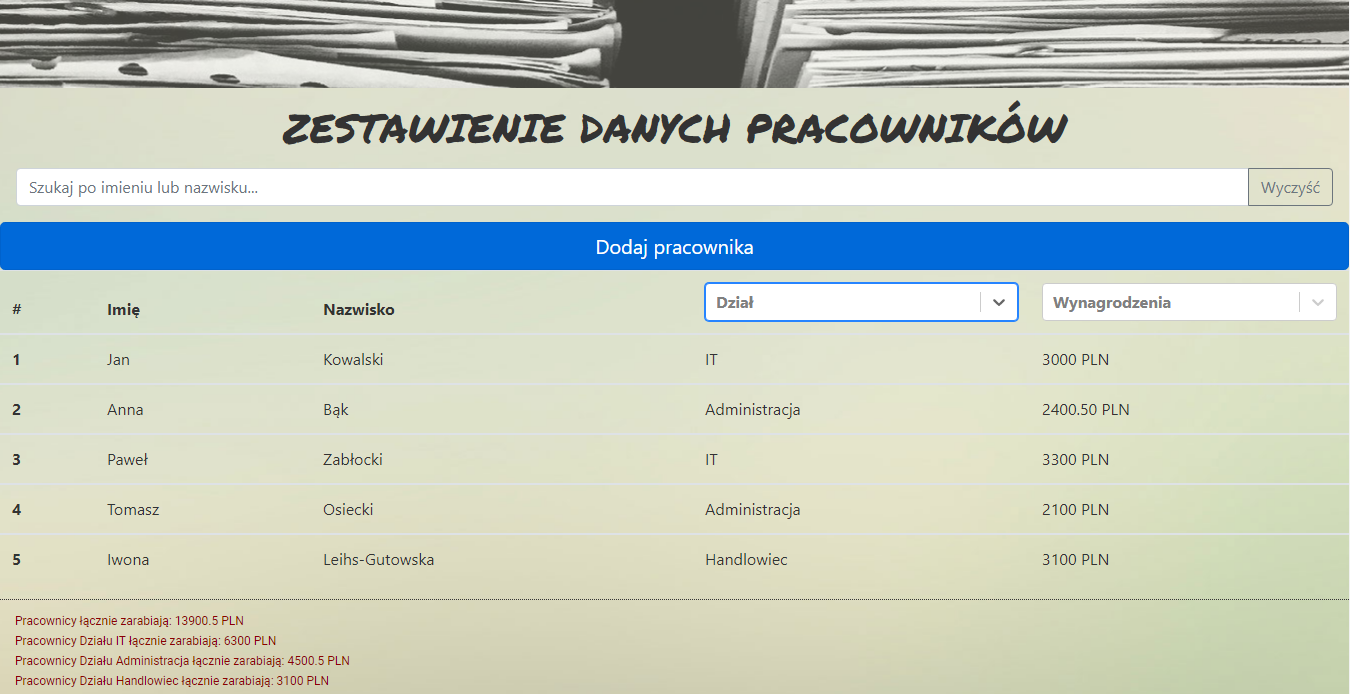 ZESTAWIENIE DANYCH PRACOWNIKÓW
Szukaj po imieniu lub nazwisku... Wyczyść
Dodaj pracownika
# Imię Nazwisko Dział Wynagrodzenia
1 Jan Kowalski IT 3000 PLN
2 Anna Bąk Administracja 2400.50 PLN
3 Paweł Zabłocki IT 3300 PLN
4 Tomasz Osiecki Administracja 2100 PLN
5 Iwona Leihs-Gutowska Handlowiec 3100 PLN
Pracownicy łącznie zarabiają: 13900.5 PLN
Pracownicy Działu IT łącznie zarabiają: 6300 PLN
Pracownicy Działu Administracja łącznie zarabiają: 4500.5 PLN
Pracownicy Działu Handlowiec łącznie zarabiają: 3100 PLN